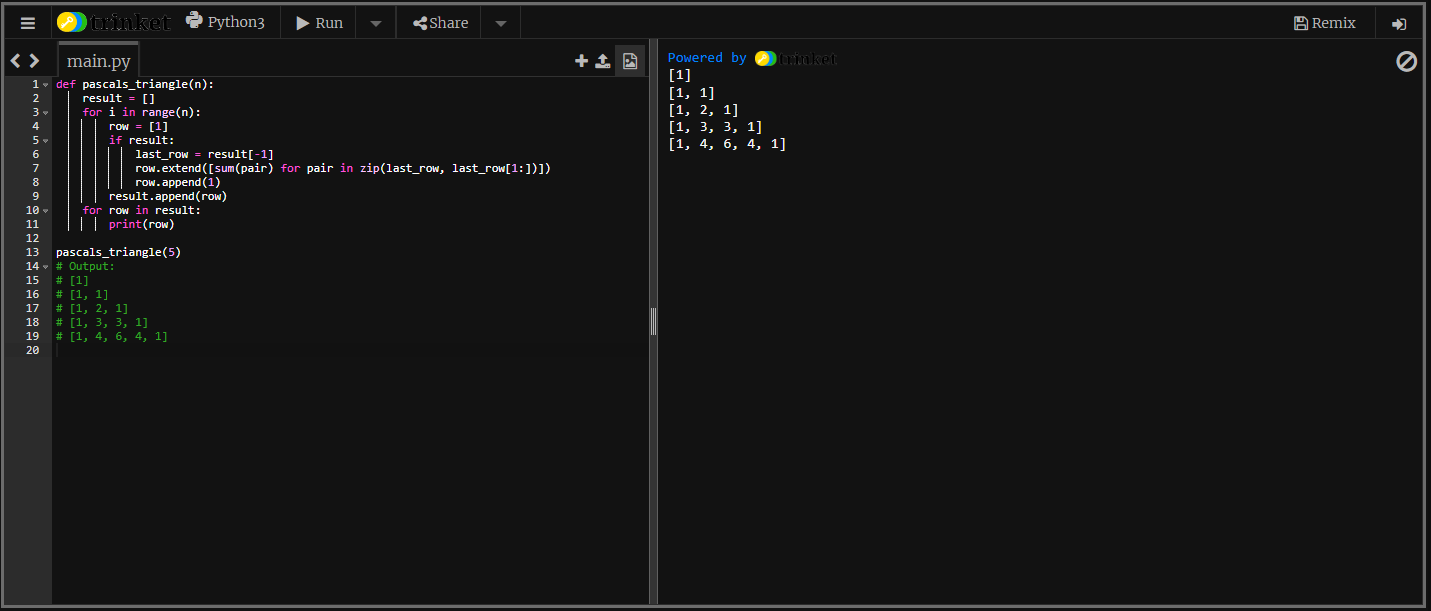 trinket Python3 Run Share Remix
main.py
1 def pascals_triangle(n):
2     result = []
3     for i in range(n):
4         row = [1]
5         if result:
6             last_row = result[-1]
7             row.extend([sum(pair) for pair in zip(last_row, last_row[1:])])
8             row.append(1)
9         result.append(row)
10     for row in result:
11         print(row)
12
13 pascals_triangle(5)
14 # Output:
15 # [1]
16 # [1, 1]
17 # [1, 2, 1]
18 # [1, 3, 3, 1]
19 # [1, 4, 6, 4, 1]
20
Powered by trinket
[1]
[1, 1]
[1, 2, 1]
[1, 3, 3, 1]
[1, 4, 6, 4, 1]